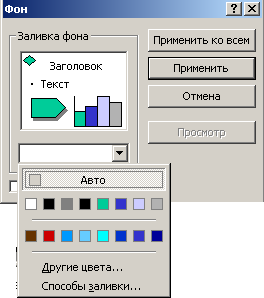 Фон
Заливка фона
Заголовок
• Текст
Применить ко всем
Применить
Отмена
Просмотр
Авто
Другие цвета...
Способы заливки...